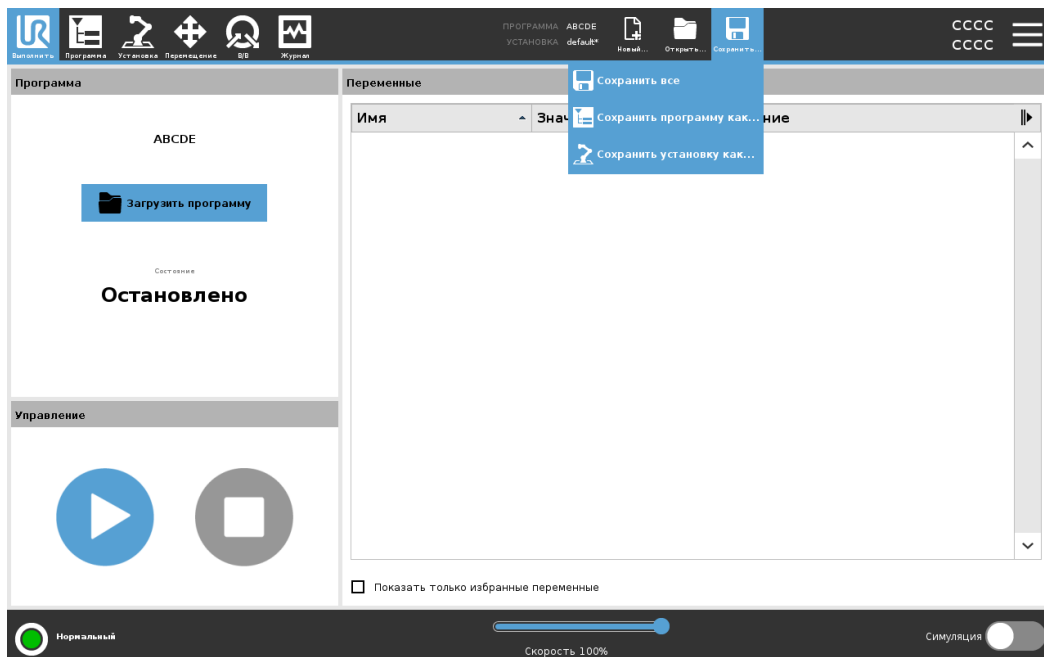 ПРОГРАММА ABCDE
УСТАНОВКА default*
CCCC
CCCC
Выполнить Программа Установка Перемещение В/В Журнал
Новый... Открыть... Сохранить...
Сохранить все
Сохранить программу как...
Сохранить установку как...
Программа
ABCDE
Загрузить программу
Состояние
Остановлено
Управление
Переменные
Имя Знач ние
Показать только избранные переменные
Нормальный
Скорость 100%
Симуляция